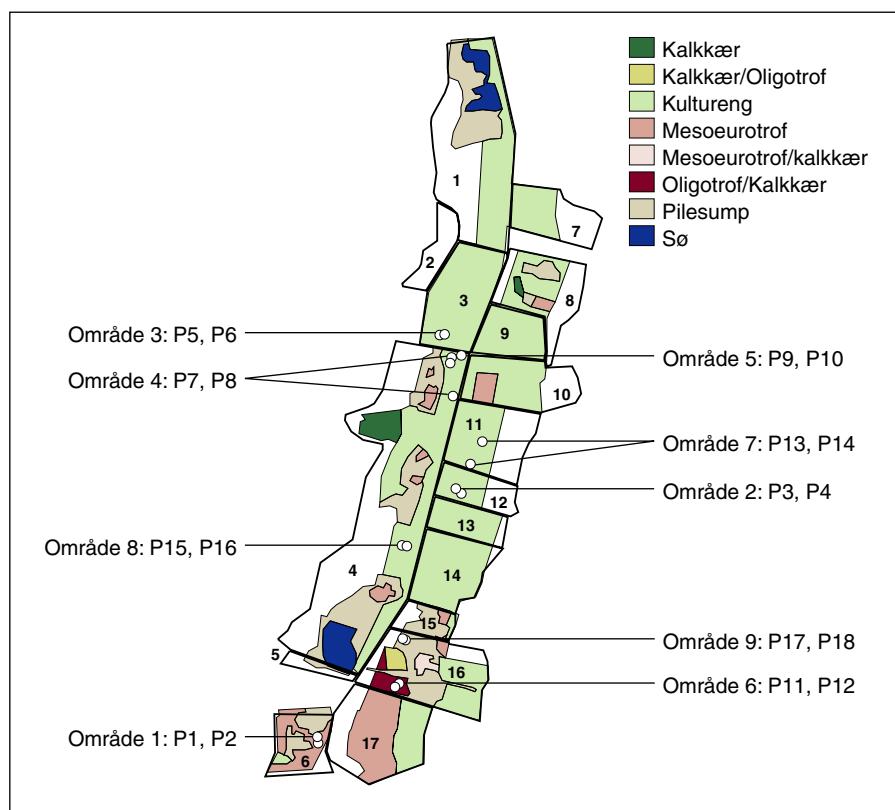 Kalkkær
Kalkkær/Oligotrof
Kultureng
Mesoeurotrof
Mesoeurotrof/kalkkær
Oligotrof/Kalkkær
Pilesump
Sø
1
7
2
8
3
9
Område 3: P5, P6
Område 5: P9, P10
Område 4: P7, P8
10
11
Område 7: P13, P14
Område 2: P3, P4
12
13
Område 8: P15, P16
4
14
15
Område 9: P17, P18
5
16
Område 6: P11, P12
Område 1: P1, P2
17
6